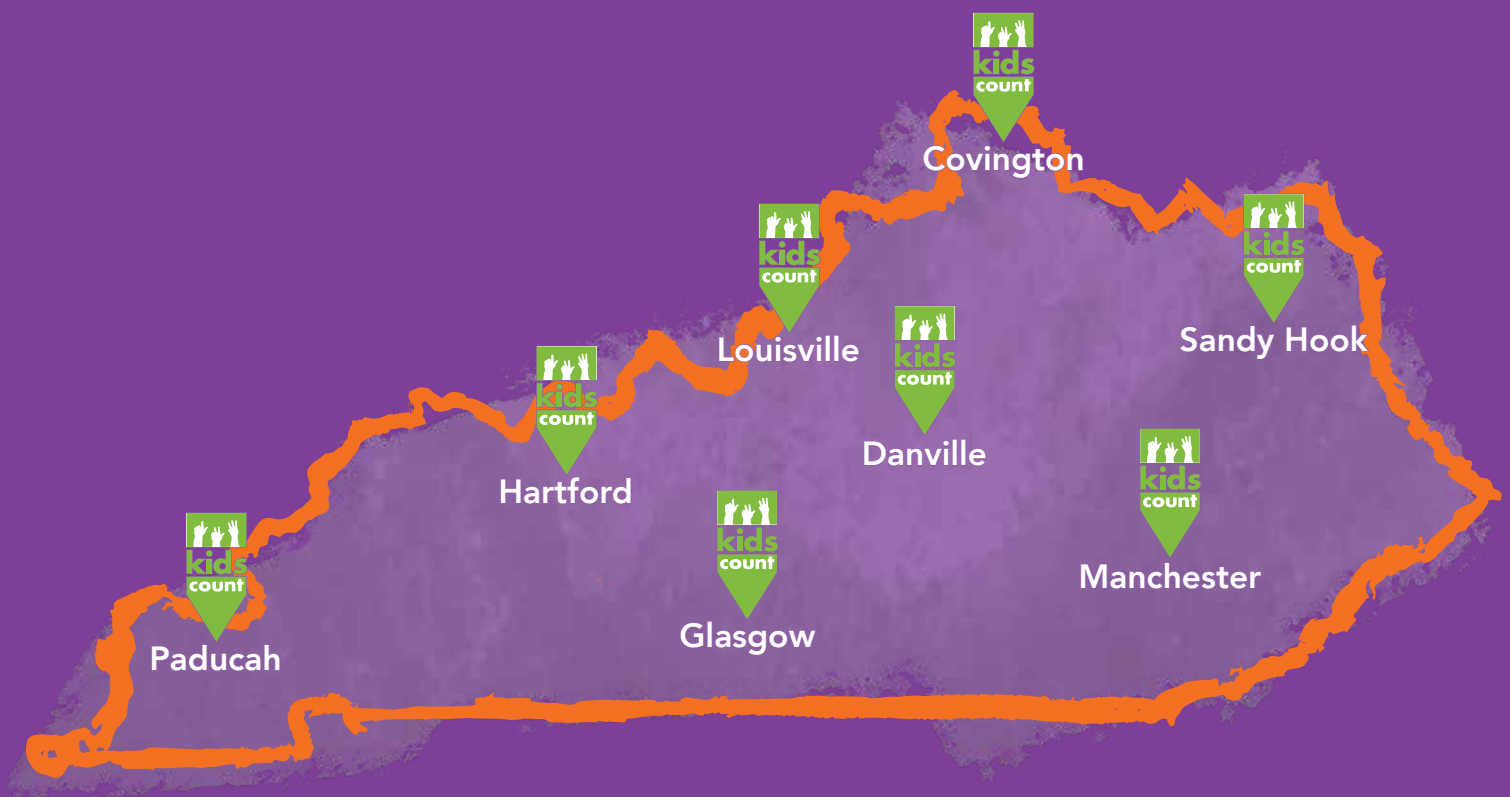 kids
count
Covington
kids
count
Louisville
kids
count
Sandy Hook
kids
count
Danville
kids
count
Hartford
kids
count
Manchester
kids
count
Glasgow
kids
count
Paducah